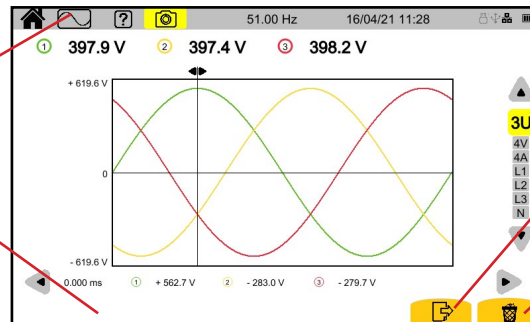 ? 51.00 Hz 16/04/21 11:28
1 397.9 V 2 397.4 V 3 398.2 V
+ 619.6 V
0
- 619.6 V
0.000 ms 1 + 562.7 V 2 - 283.0 V 3 - 279.7 V
3U
4V
4A
L1
L2
L3
N